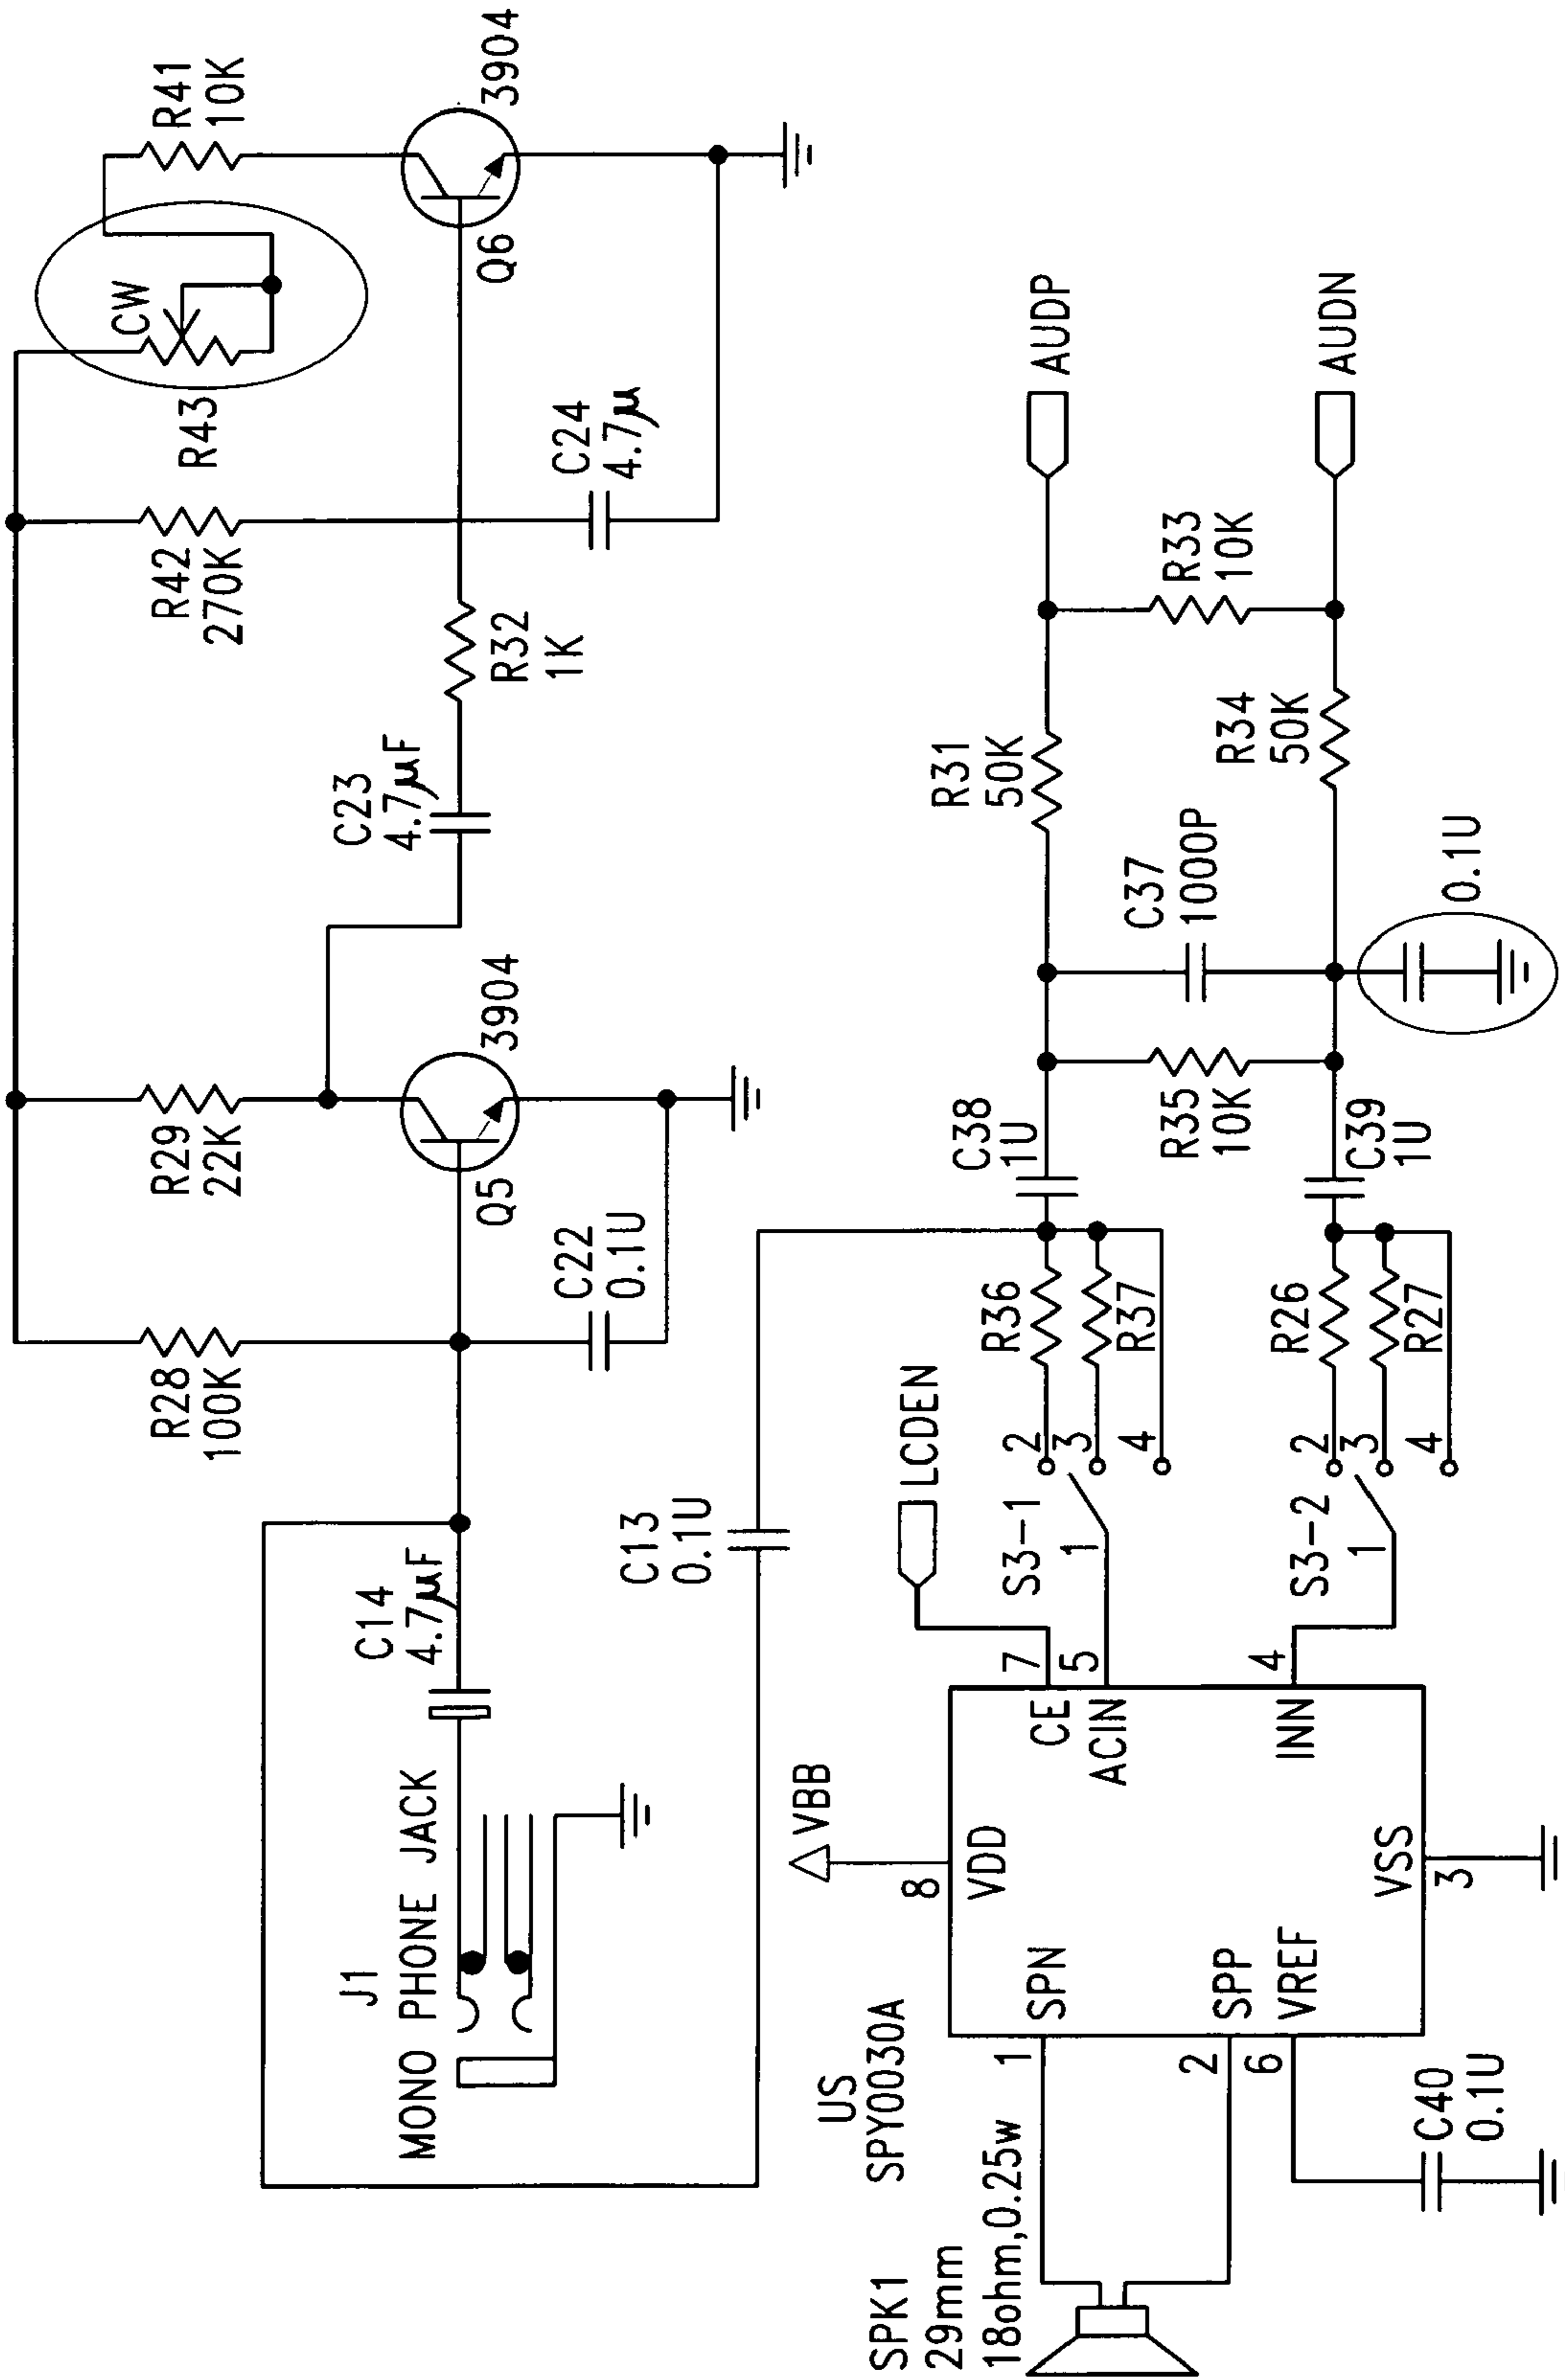 R41
10K
3904
Q6
CW
R43
R42
270K
C24
4.7μ
R32
1K
C23
4.7μF
R29
22K
3904
Q5
R28
100K
C22
0.1U
C14
4.7μF
J1
MONO PHONE JACK
C13
0.1U
AUDP
AUDN
R33
10K
R31
50K
R34
50K
C37
1000P
0.1U
R35
10K
C38
1U
C39
1U
R36
R37
R26
R27
LCDEN
2
3
4
S3-1
1
2
3
4
S3-2
1
7
5
4
CE
ACIN
INN
VBB
8
VDD
VSS
3
SPN
SPP
VREF
1
2
6
US
SPY0030A
C40
0.1U
SPK1
29mm
18ohm,0.25w